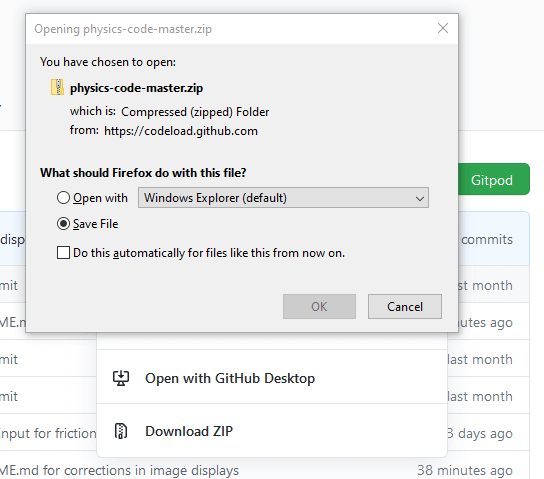 Opening physics-code-master.zip
You have chosen to open:
physics-code-master.zip
which is: Compressed (zipped) Folder
from: https://codeload.github.com
What should Firefox do with this file?
Open with Windows Explorer (default)
Save File
Do this automatically for files like this from now on.
OK Cancel
Gitpod
disp commits
mit st month
ME.m utes ago
Open with GitHub Desktop
mit last month
mit last month
Download ZIP
input for friction 3 days ago
ME.md for corrections in image displays 38 minutes ago